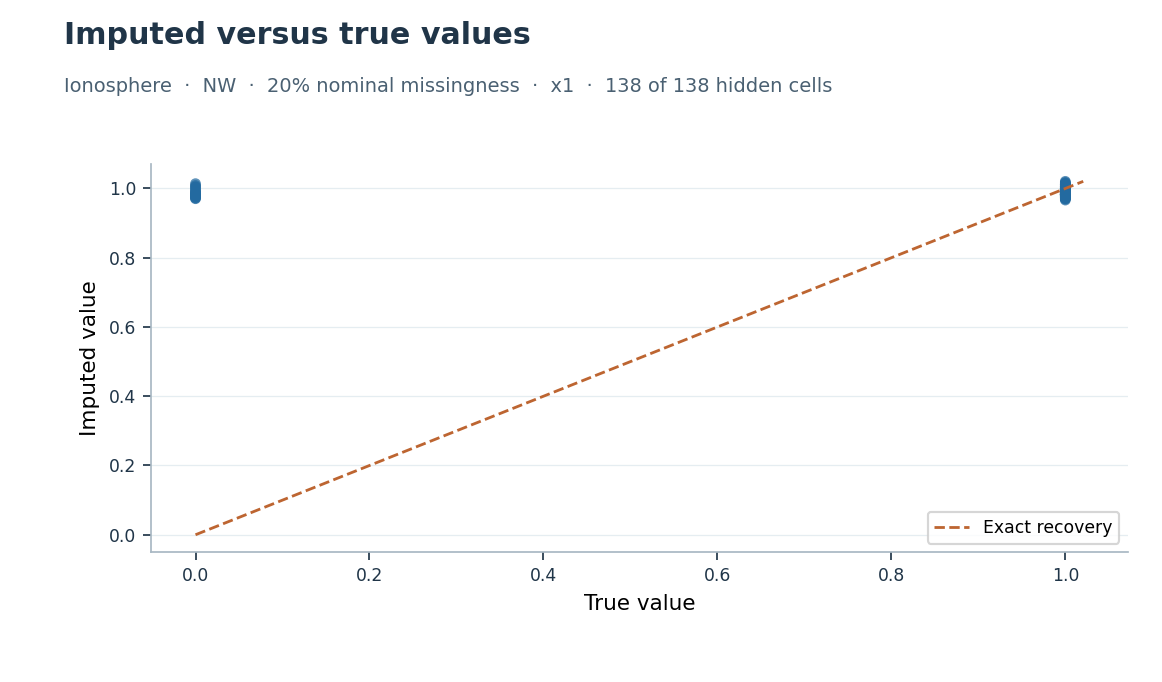 Imputed versus true values
Ionosphere · NW · 20% nominal missingness · x1 · 138 of 138 hidden cells
1.0
0.8
0.6
0.4
0.2
0.0
Imputed value
Exact recovery
0.0 0.2 0.4 0.6 0.8 1.0
True value